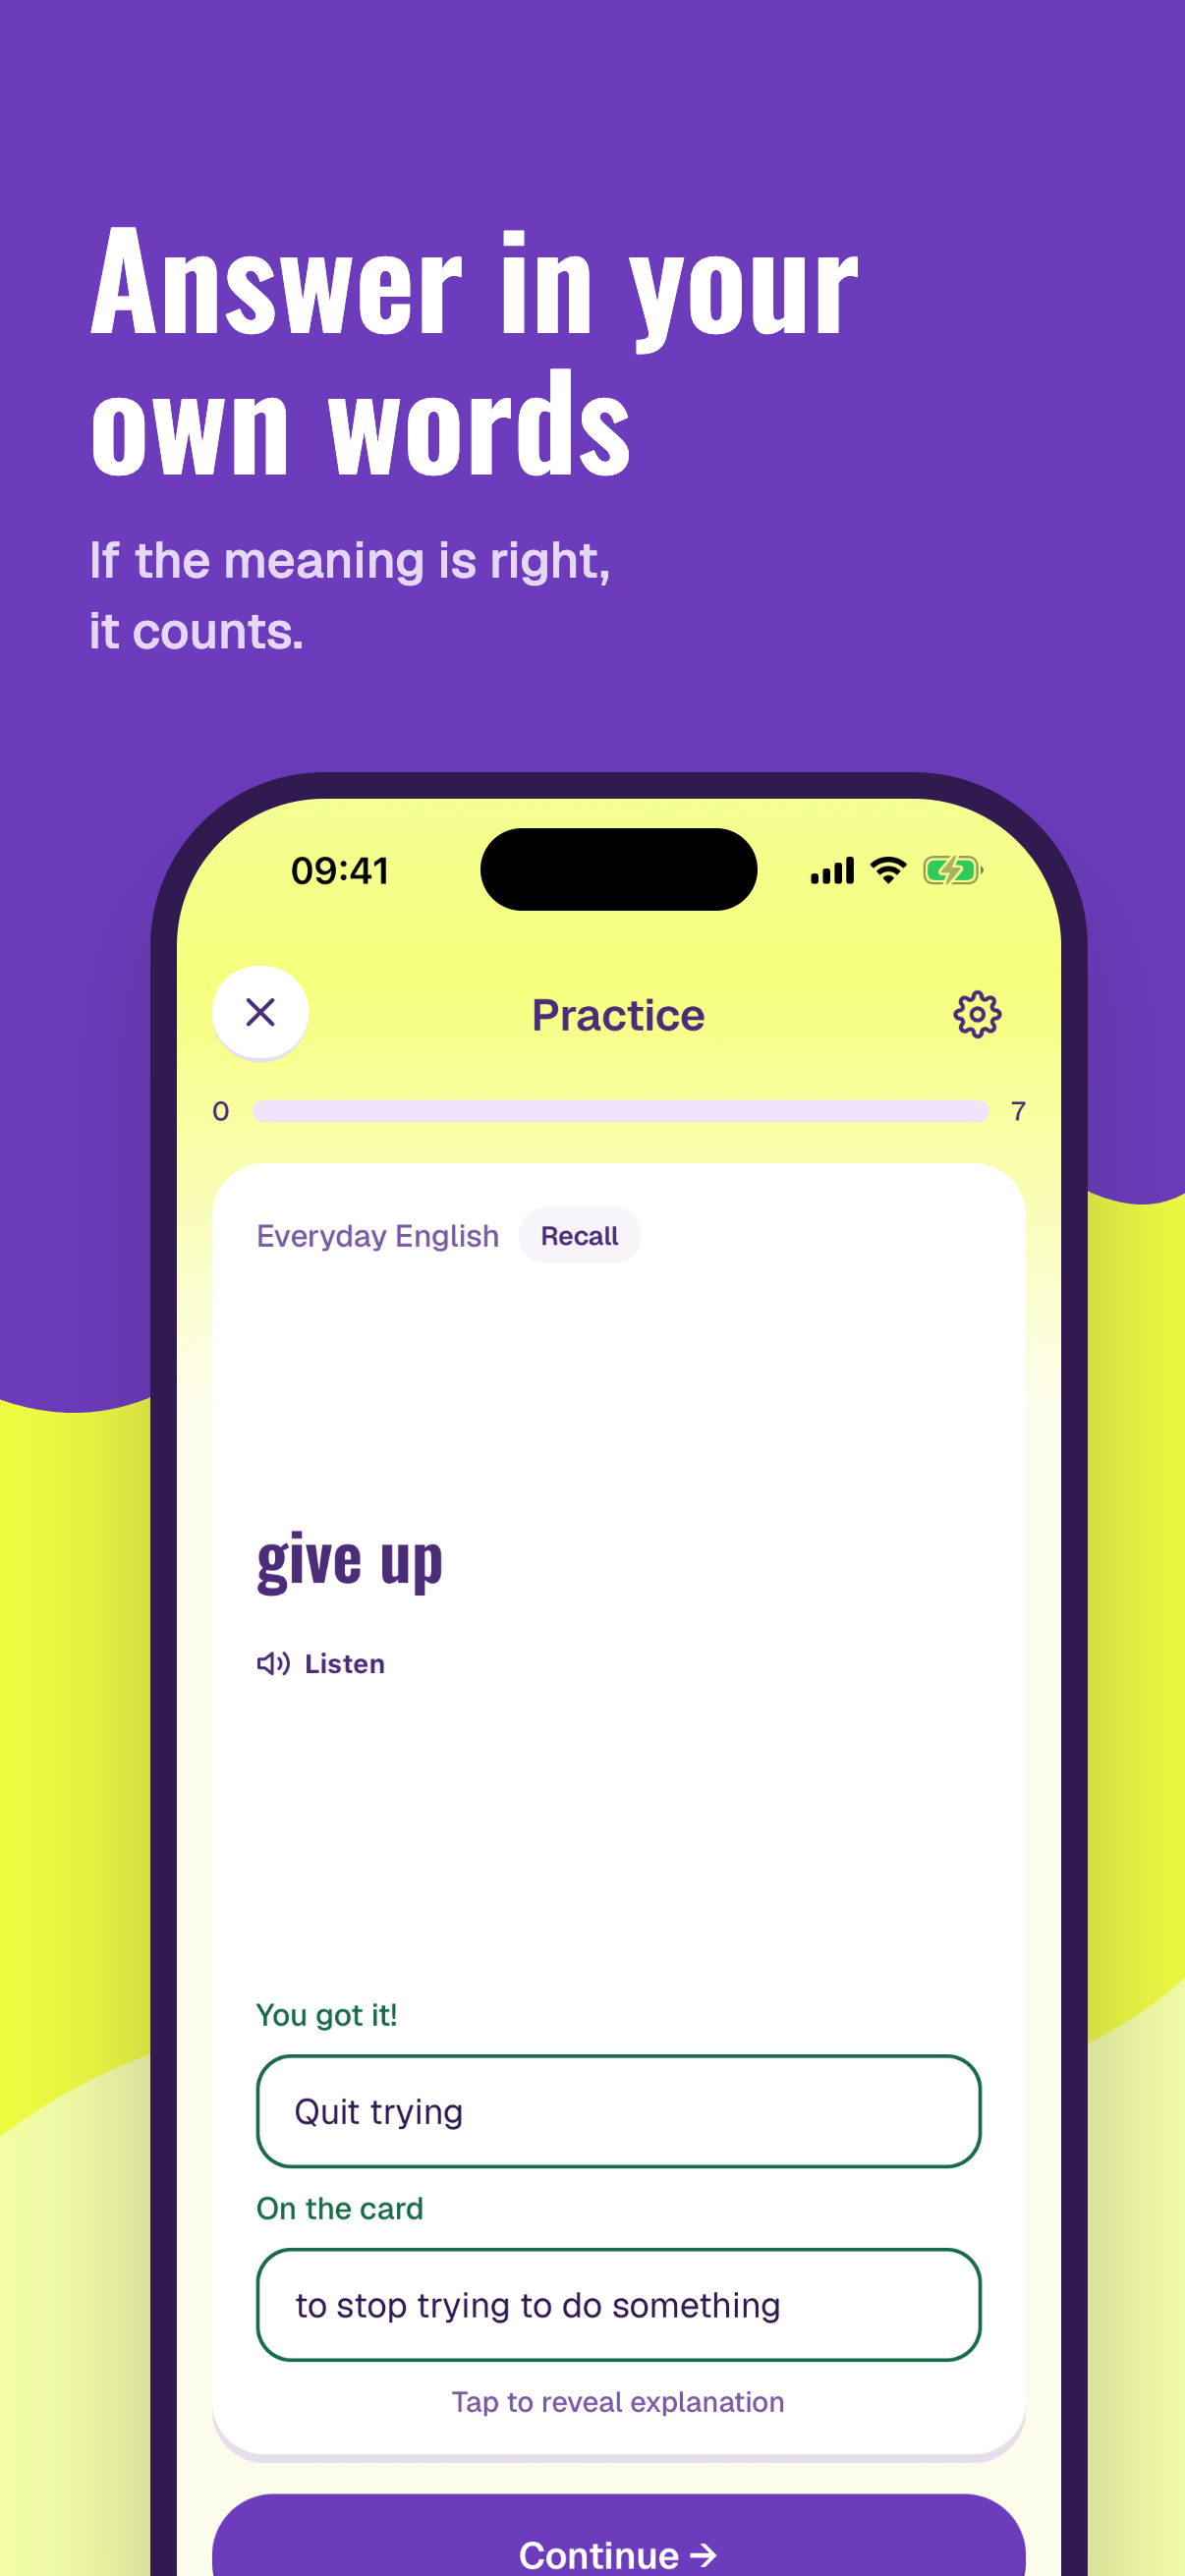 Answer in your
own words
If the meaning is right,
it counts.
09:41
Practice
0 7
Everyday English Recall
give up
Listen
You got it!
Quit trying
On the card
to stop trying to do something
Tap to reveal explanation
Continue →